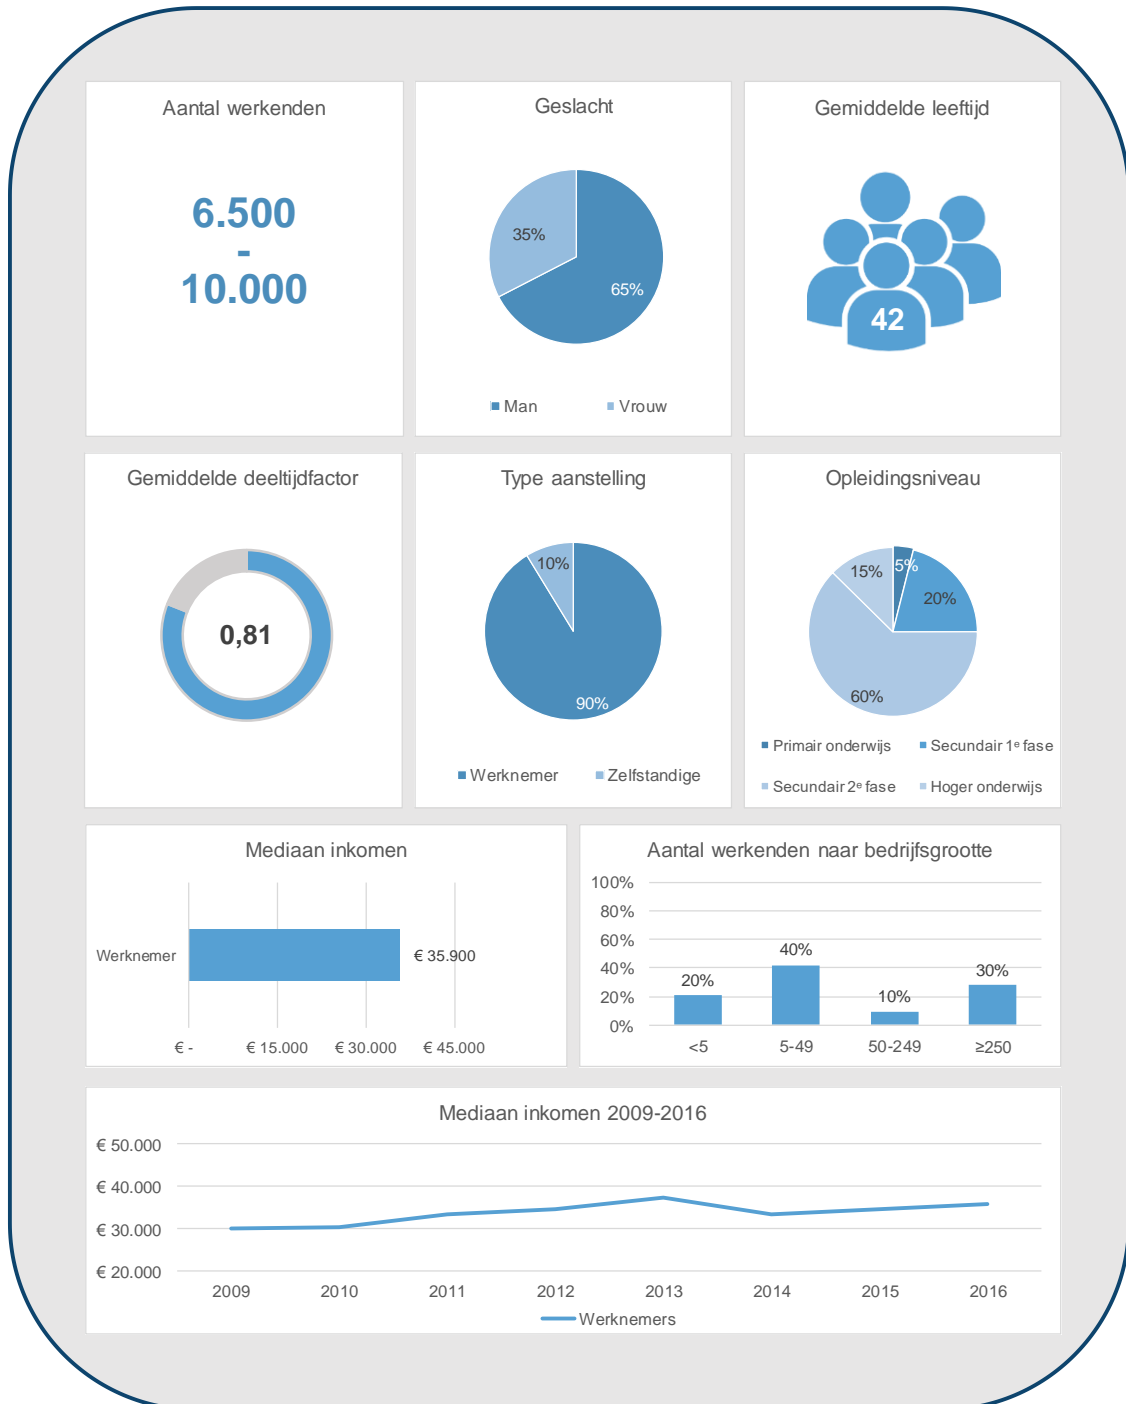 Aantal werkenden
6.500
-
10.000
Geslacht
35%
65%
Man Vrouw
Gemiddelde leeftijd
42
Gemiddelde deeltijdfactor
0,81
Type aanstelling
10%
90%
Werknemer Zelfstandige
Opleidingsniveau
15% 5%
20%
60%
Primair onderwijs Secundair 1e fase
Secundair 2e fase Hoger onderwijs
Mediaan inkomen
Werknemer € 35.900
€ - € 15.000 € 30.000 € 45.000
Aantal werkenden naar bedrijfsgrootte
100%
80%
60%
40%
20%
0%
20% 40% 10% 30%
<5 5-49 50-249 ≥250
Mediaan inkomen 2009-2016
€ 50.000
€ 40.000
€ 30.000
€ 20.000
2009 2010 2011 2012 2013 2014 2015 2016
Werknemers